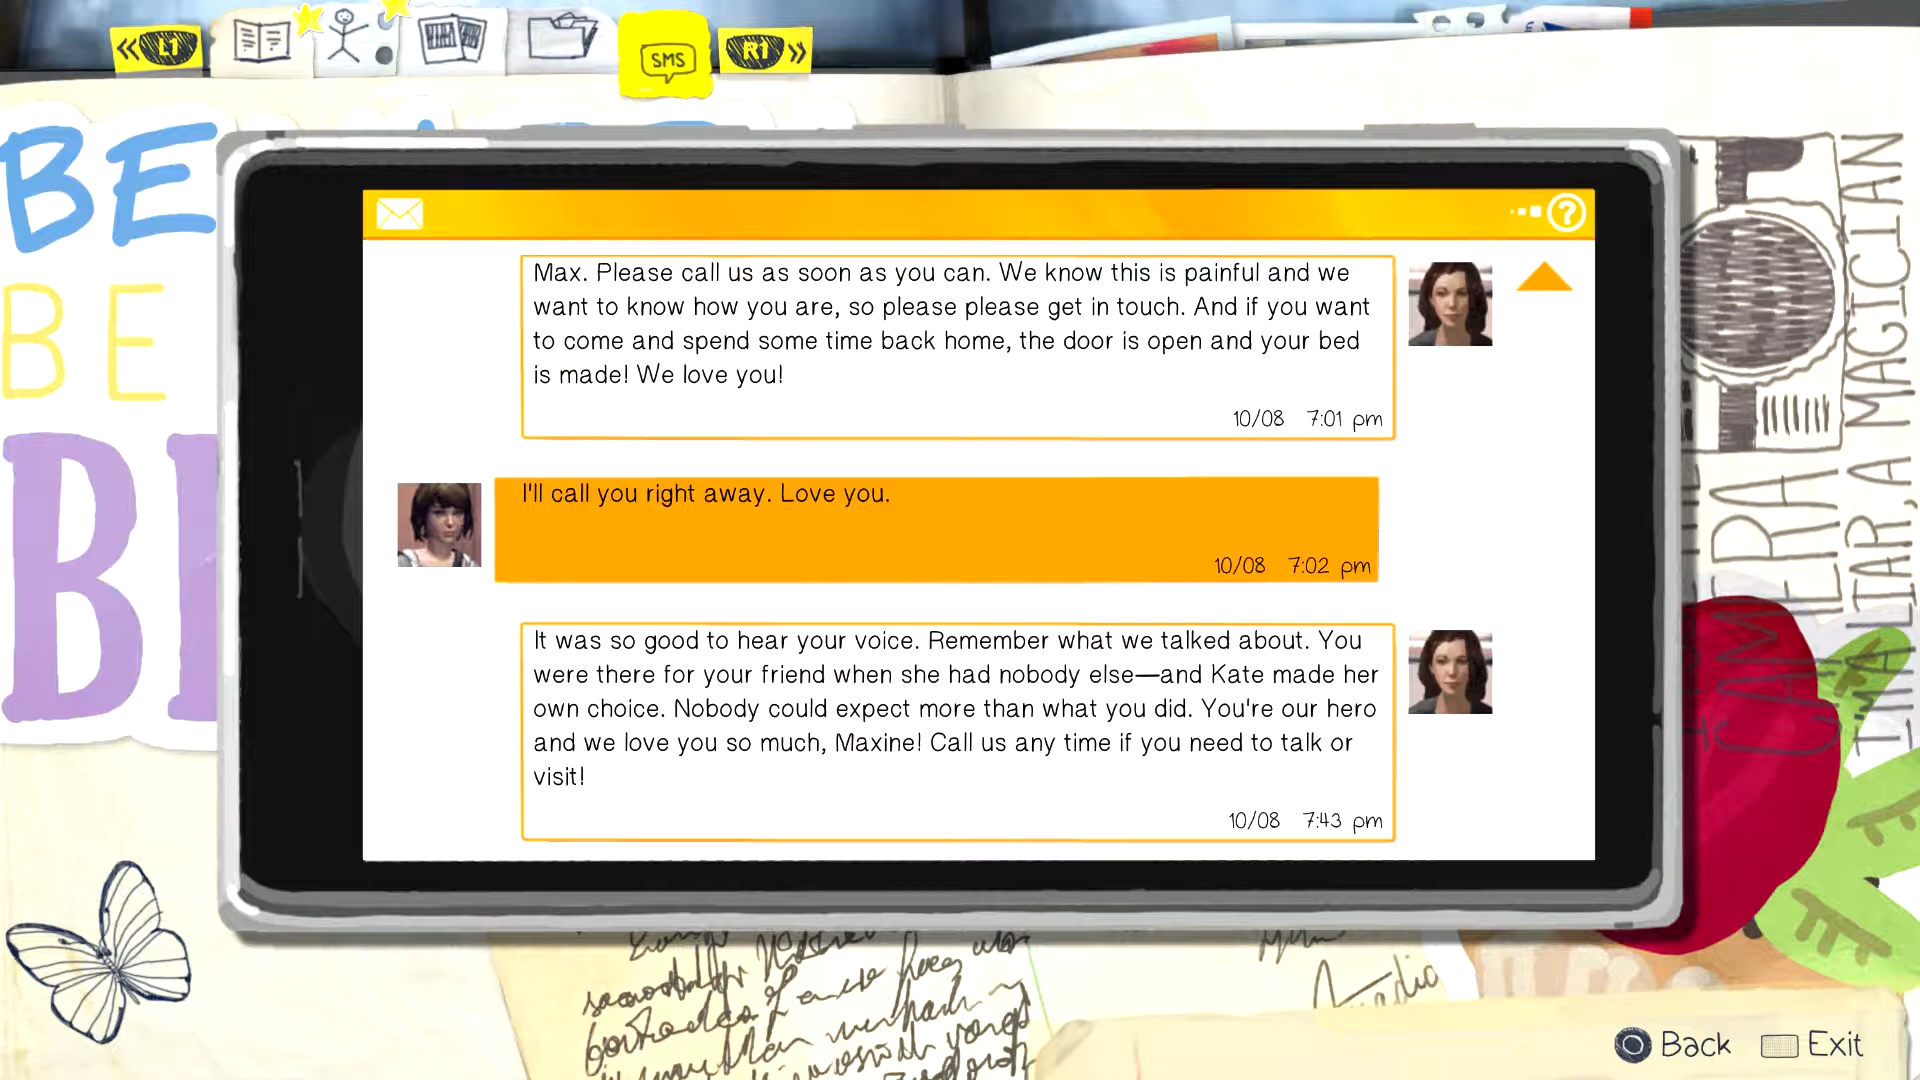 L1
SMS
R1
BE
BE
Max. Please call us as soon as you can. We know this is painful and we
want to know how you are, so please please get in touch. And if you want
to come and spend some time back home, the door is open and your bed
is made! We love you!
10/08 7:01 pm
I'll call you right away. Love you.
10/08 7:02 pm
It was so good to hear your voice. Remember what we talked about. You
were there for your friend when she had nobody else—and Kate made her
own choice. Nobody could expect more than what you did. You're our hero
and we love you so much, Maxine! Call us any time if you need to talk or
visit!
10/08 7:43 pm
CAMERA
I'M A LIAR, A MAGICIAN
Back
Exit